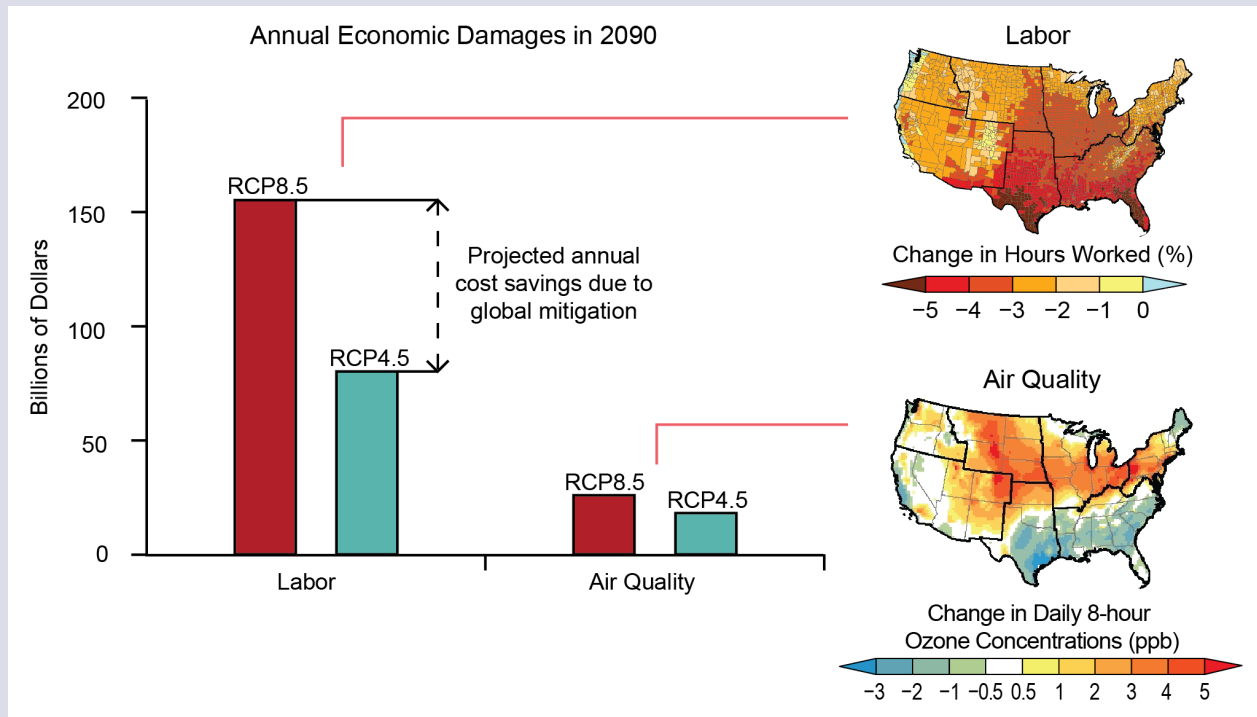 Annual Economic Damages in 2090
Billions of Dollars
200
150
100
50
0
RCP8.5
RCP4.5
Projected annual
cost savings due to
global mitigation
RCP8.5
RCP4.5
Labor
Air Quality
Labor
Change in Hours Worked (%)
−5 −4 −3 −2 −1 0
Air Quality
Change in Daily 8-hour
Ozone Concentrations (ppb)
−3 −2 −1 −0.5 0.5 1 2 3 4 5